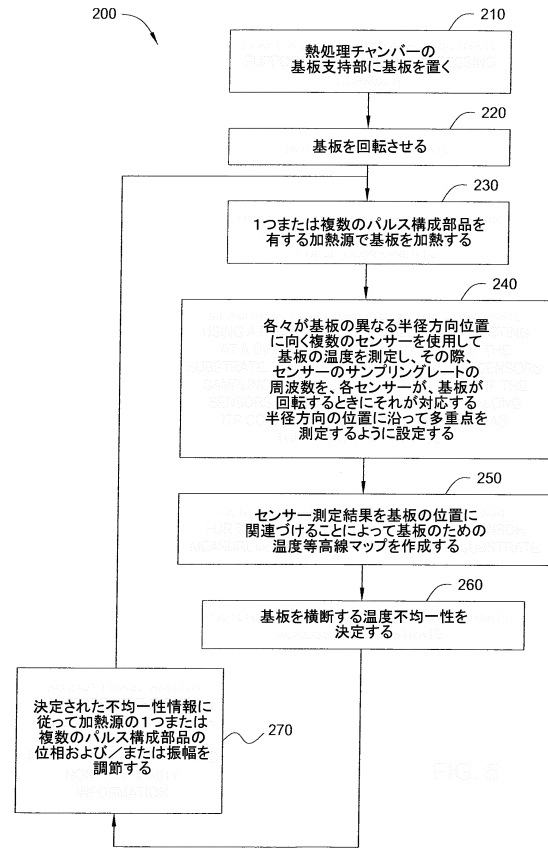 200
210
熱処理チャンバーの
基板支持部に基板を置く
220
基板を回転させる
230
1つまたは複数のパルス構成部品を
有する加熱源で基板を加熱する
240
各々が基板の異なる半径方向位置
に向く複数のセンサーを使用して
基板の温度を測定し、その際、
センサーのサンプリングレートの
周波数を、各センサーが、基板が
回転するときにそれが対応する
半径方向の位置に沿って多重点を
測定するように設定する
250
センサー測定結果を基板の位置に
関連づけることによって基板のための
温度等高線マップを作成する
260
基板を横断する温度不均一性を
決定する
決定された不均一性情報に
従って加熱源の1つまたは
複数のパルス構成部品の
位相および/または振幅を
調節する
270
FIG. 5